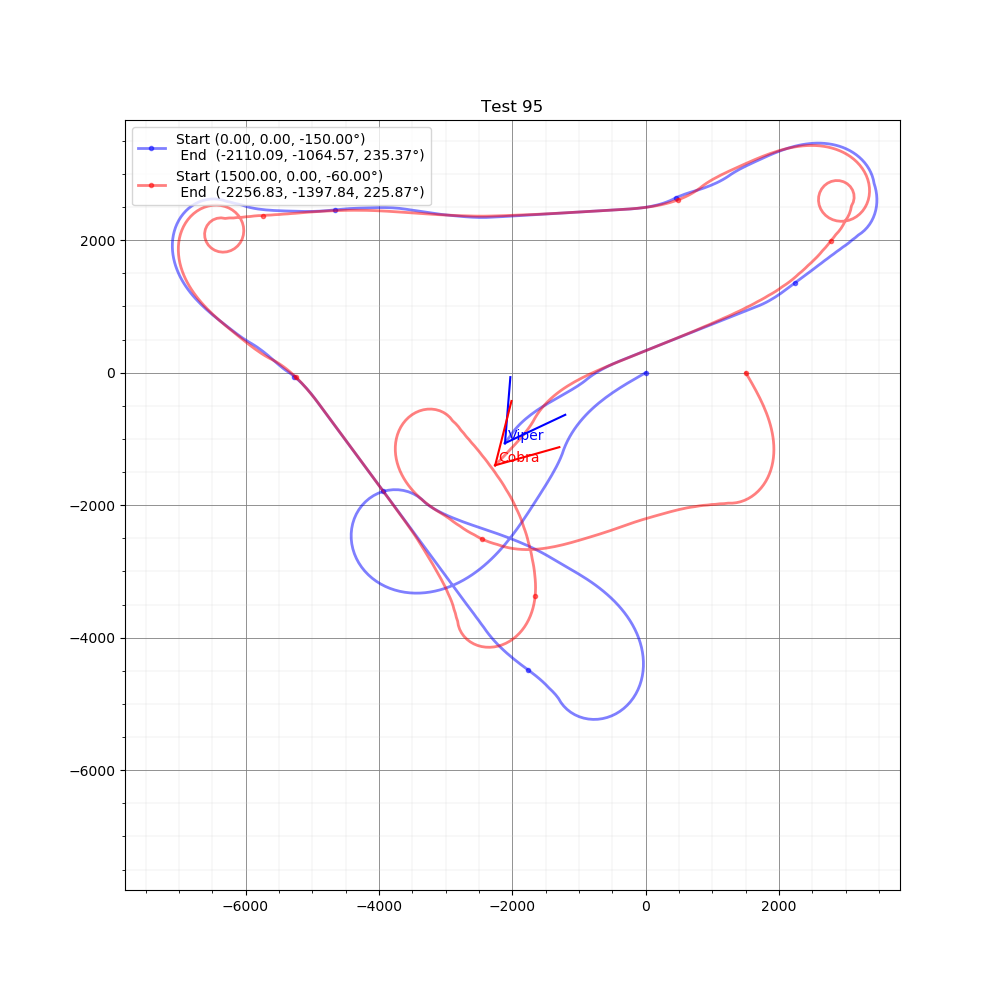 Test 95
Start (0.00, 0.00, -150.00°)
End  (-2110.09, -1064.57, 235.37°)
Start (1500.00, 0.00, -60.00°)
End  (-2256.83, -1397.84, 225.87°)
2000
0
Viper
Cobra
−2000
−4000
−6000
−6000 −4000 −2000 0 2000